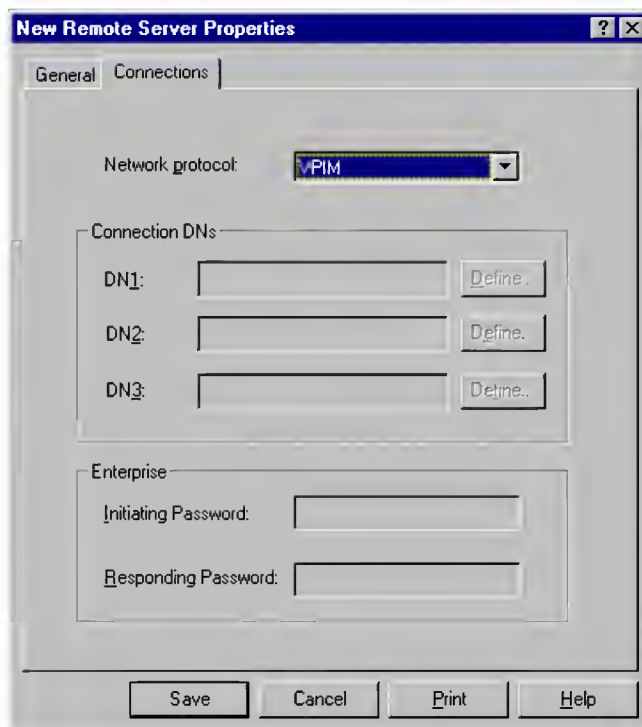 New Remote Server Properties
General Connections
Network protocol: VPIM
Connection DNs
DN1: Define..
DN2: Define..
DN3: Define..
Enterprise
Initiating Password:
Responding Password:
Save Cancel Print Help